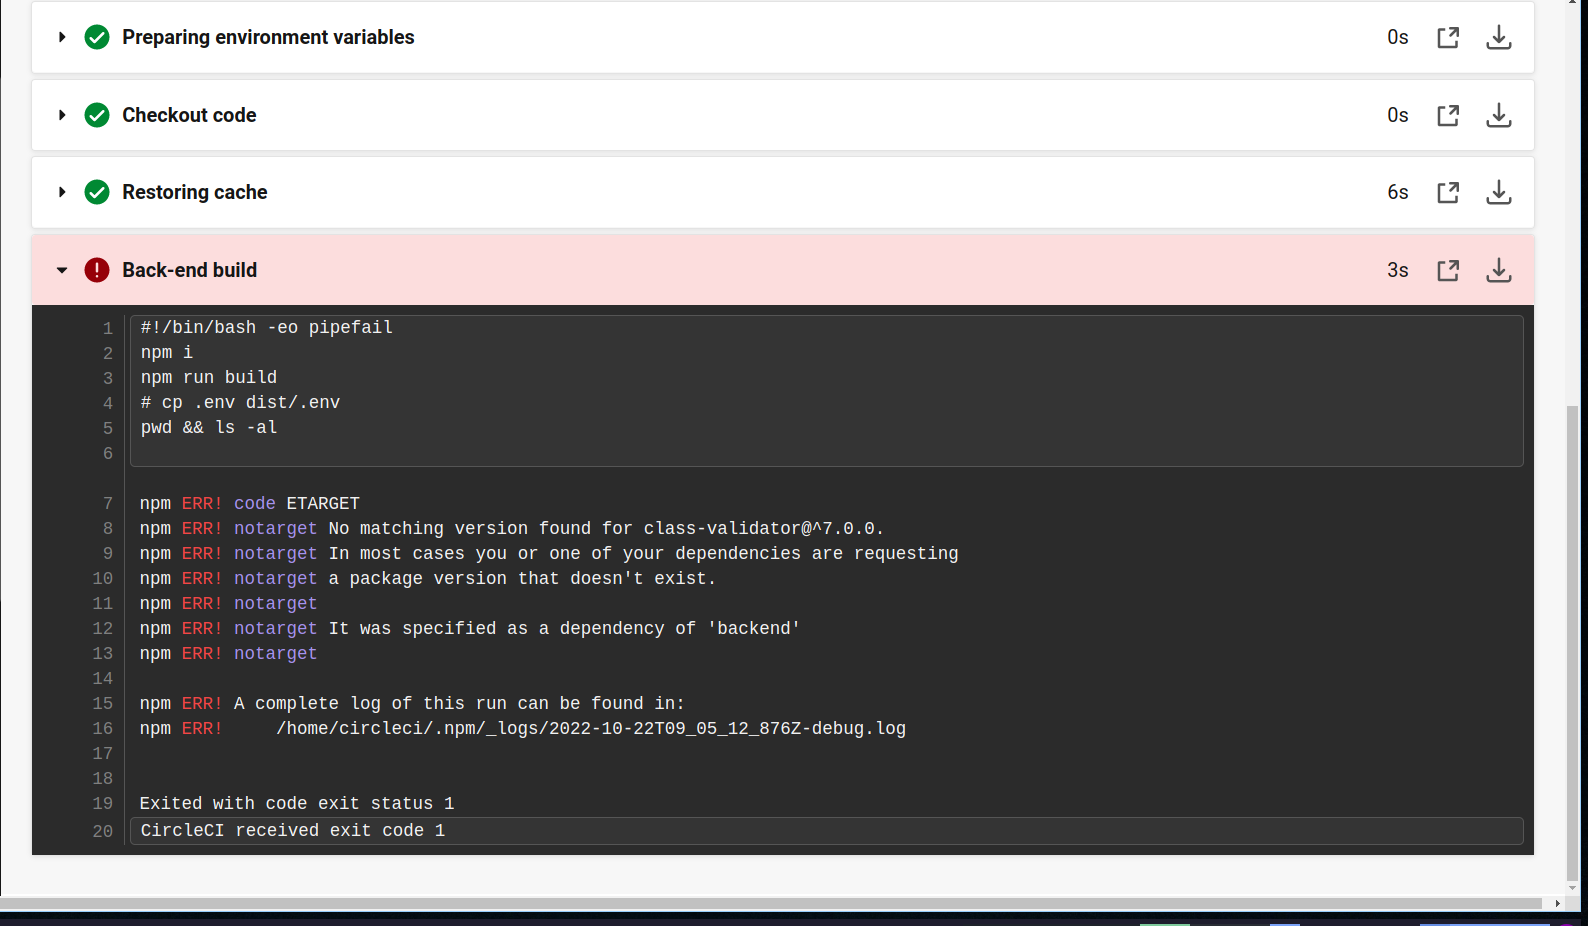 Preparing environment variables 0s
Checkout code 0s
Restoring cache 6s
Back-end build 3s
1 #!/bin/bash -eo pipefail
2 npm i
3 npm run build
4 # cp .env dist/.env
5 pwd && ls -al
6
7 npm ERR! code ETARGET
8 npm ERR! notarget No matching version found for class-validator@^7.0.0.
9 npm ERR! notarget In most cases you or one of your dependencies are requesting
10 npm ERR! notarget a package version that doesn't exist.
11 npm ERR! notarget
12 npm ERR! notarget It was specified as a dependency of 'backend'
13 npm ERR! notarget
14
15 npm ERR! A complete log of this run can be found in:
16 npm ERR!     /home/circleci/.npm/_logs/2022-10-22T09_05_12_876Z-debug.log
17
18
19 Exited with code exit status 1
20 CircleCI received exit code 1